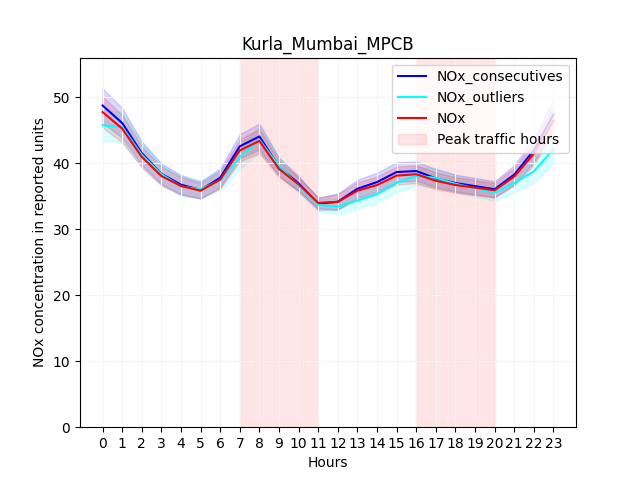 Kurla_Mumbai_MPCB
NOx_consecutives
NOx_outliers
NOx
Peak traffic hours
NOx concentration in reported units
50
40
30
20
10
0
0 1 2 3 4 5 6 7 8 9 10 11 12 13 14 15 16 17 18 19 20 21 22 23
Hours